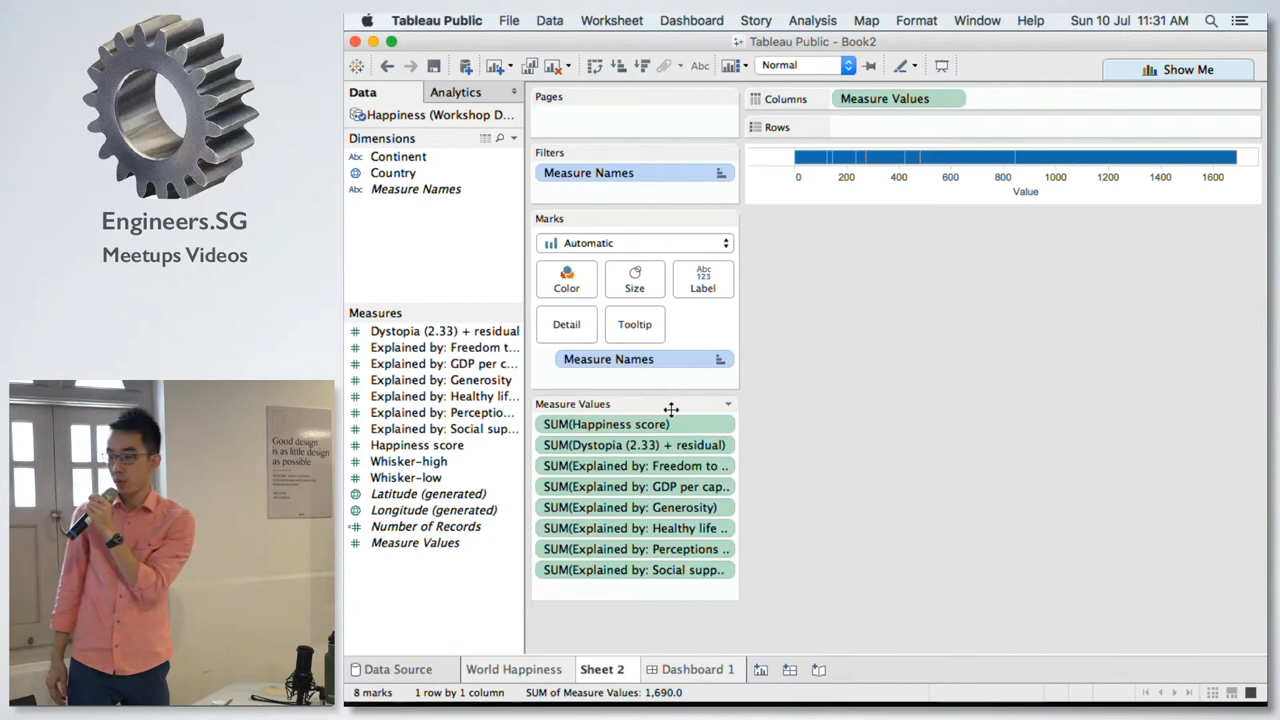 Tableau Public File Data Worksheet Dashboard Story Analysis Map Format Window Help Sun 10 Jul 11:31 AM
Tableau Public - Book2
Abc Normal Show Me
Data Analytics
Happiness (Workshop D...
Dimensions
Abc Continent
Country
Abc Measure Names
Measures
Dystopia (2.33) + residual
Explained by: Freedom t...
Explained by: GDP per c...
Explained by: Generosity
Explained by: Healthy lif...
Explained by: Perceptio...
Explained by: Social sup...
Happiness score
Whisker-high
Whisker-low
Latitude (generated)
Longitude (generated)
Number of Records
Measure Values
Pages
Filters
Measure Names
Marks
Automatic
Color
Size
Abc
123
Label
Detail
Tooltip
Measure Names
Measure Values
SUM(Happiness score)
SUM(Dystopia (2.33) + residual)
SUM(Explained by: Freedom to ..
SUM(Explained by: GDP per cap..
SUM(Explained by: Generosity)
SUM(Explained by: Healthy life ..
SUM(Explained by: Perceptions ..
SUM(Explained by: Social supp..
Columns Measure Values
Rows
0 200 400 600 800 1000 1200 1400 1600
Value
Data Source World Happiness Sheet 2 Dashboard 1
8 marks 1 row by 1 column SUM of Measure Values: 1,690.0
Engineers.SG
Meetups Videos
Good design
is as little design
as possible